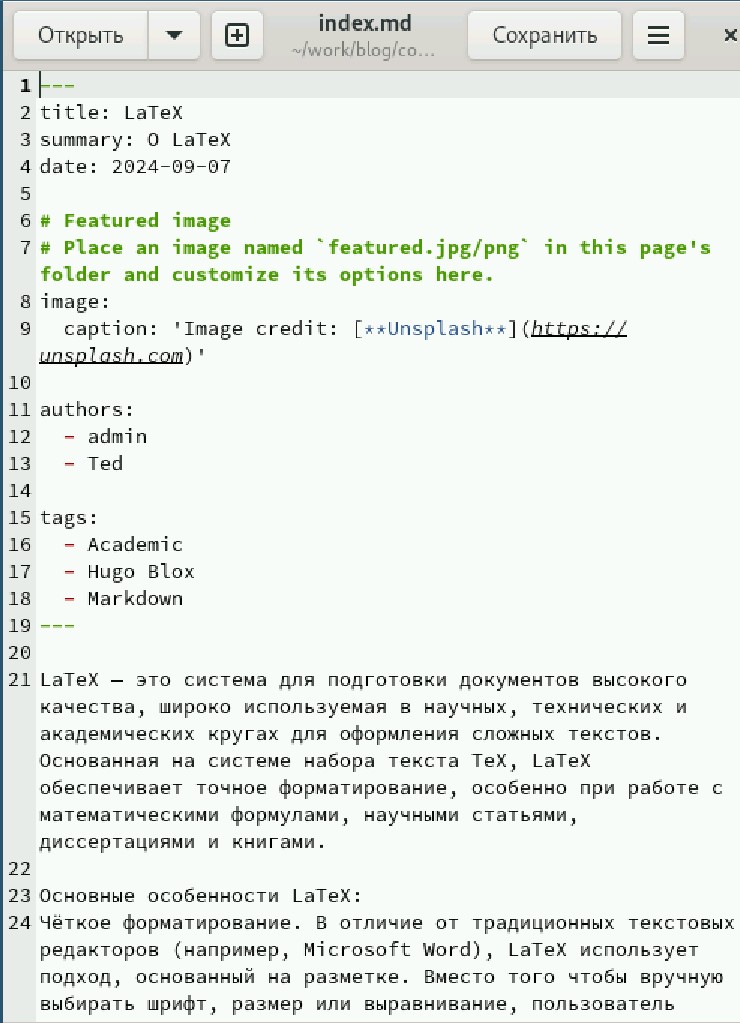 Открыть
index.md
~/work/blog/co...
Сохранить
1 ---
2 title: LaTeX
3 summary: О LaTeX
4 date: 2024-09-07
5
6 # Featured image
7 # Place an image named `featured.jpg/png` in this page's
folder and customize its options here.
8 image:
9   caption: 'Image credit: [**Unsplash**](https://
unsplash.com)'
10
11 authors:
12   - admin
13   - Ted
14
15 tags:
16   - Academic
17   - Hugo Blox
18   - Markdown
19 ---
20
21 LaTeX — это система для подготовки документов высокого
качества, широко используемая в научных, технических и
академических кругах для оформления сложных текстов.
Основанная на системе набора текста TeX, LaTeX
обеспечивает точное форматирование, особенно при работе с
математическими формулами, научными статьями,
диссертациями и книгами.
22
23 Основные особенности LaTeX:
24 Чёткое форматирование. В отличие от традиционных текстовых
редакторов (например, Microsoft Word), LaTeX использует
подход, основанный на разметке. Вместо того чтобы вручную
выбирать шрифт, размер или выравнивание, пользователь